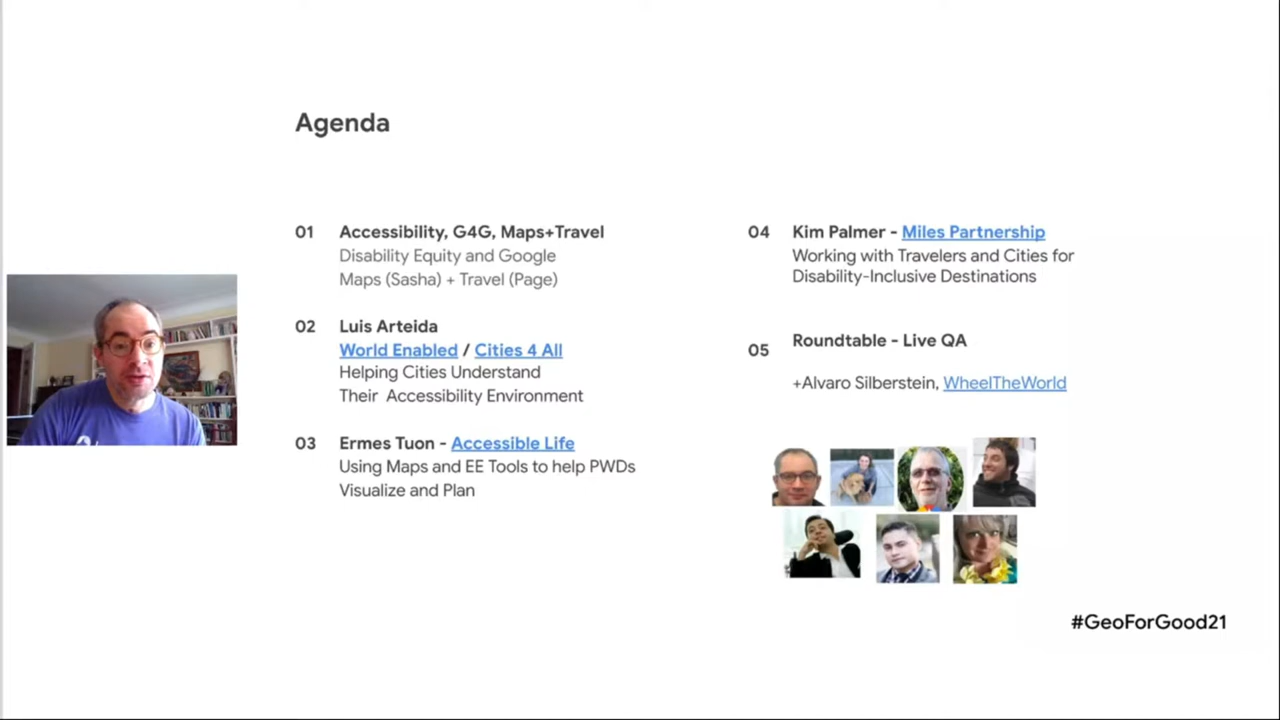 Agenda
01 Accessibility, G4G, Maps+Travel
Disability Equity and Google
Maps (Sasha) + Travel (Page)
02 Luis Arteida
World Enabled / Cities 4 All
Helping Cities Understand
Their Accessibility Environment
03 Ermes Tuon - Accessible Life
Using Maps and EE Tools to help PWDs
Visualize and Plan
04 Kim Palmer - Miles Partnership
Working with Travelers and Cities for
Disability-Inclusive Destinations
05 Roundtable - Live QA
+Alvaro Silberstein, WheelTheWorld
#GeoForGood21